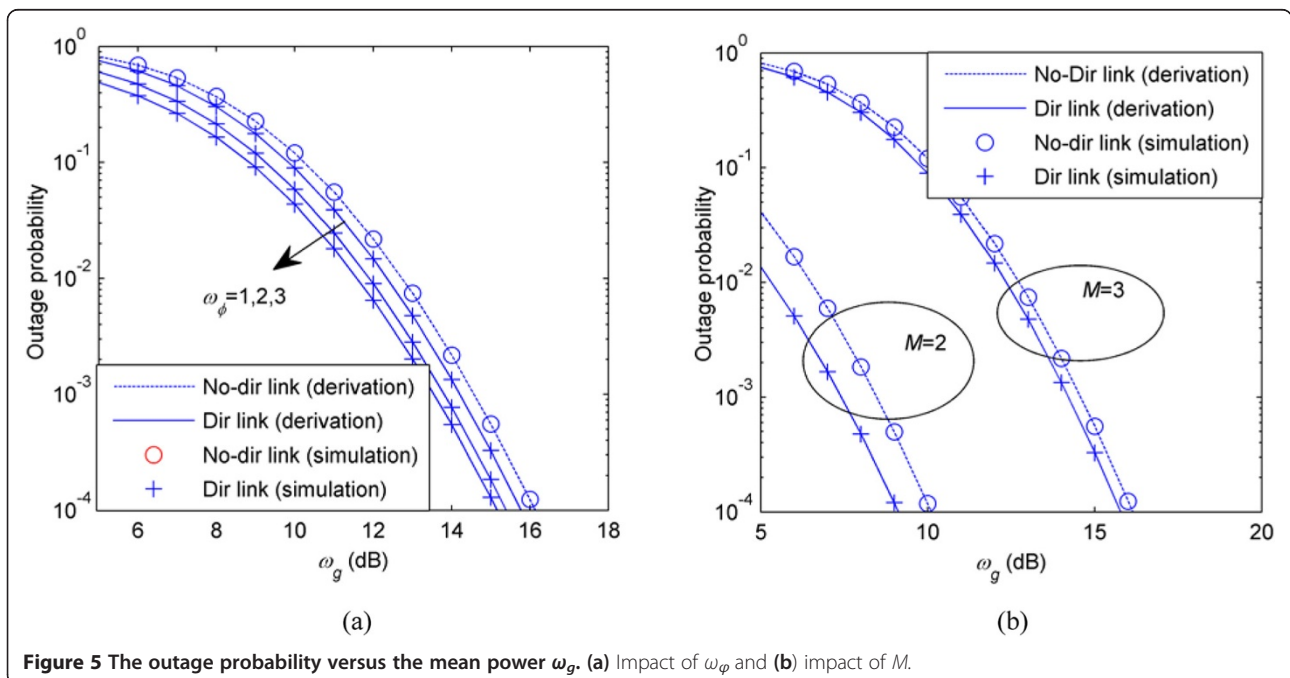 10^0
10^-1
10^-2
10^-3
10^-4
Outage probability
ω_ϕ=1,2,3
No-dir link (derivation)
Dir link (derivation)
No-dir link (simulation)
Dir link (simulation)
6 8 10 12 14 16 18
ω_g (dB)
(a)
10^0
10^-1
10^-2
10^-3
10^-4
Outage probability
No-Dir link (derivation)
Dir link (derivation)
No-dir link (simulation)
Dir link (simulation)
M=3
M=2
5 10 15 20
ω_g (dB)
(b)
Figure 5 The outage probability versus the mean power ω_g. (a) Impact of ω_φ and (b) impact of M.